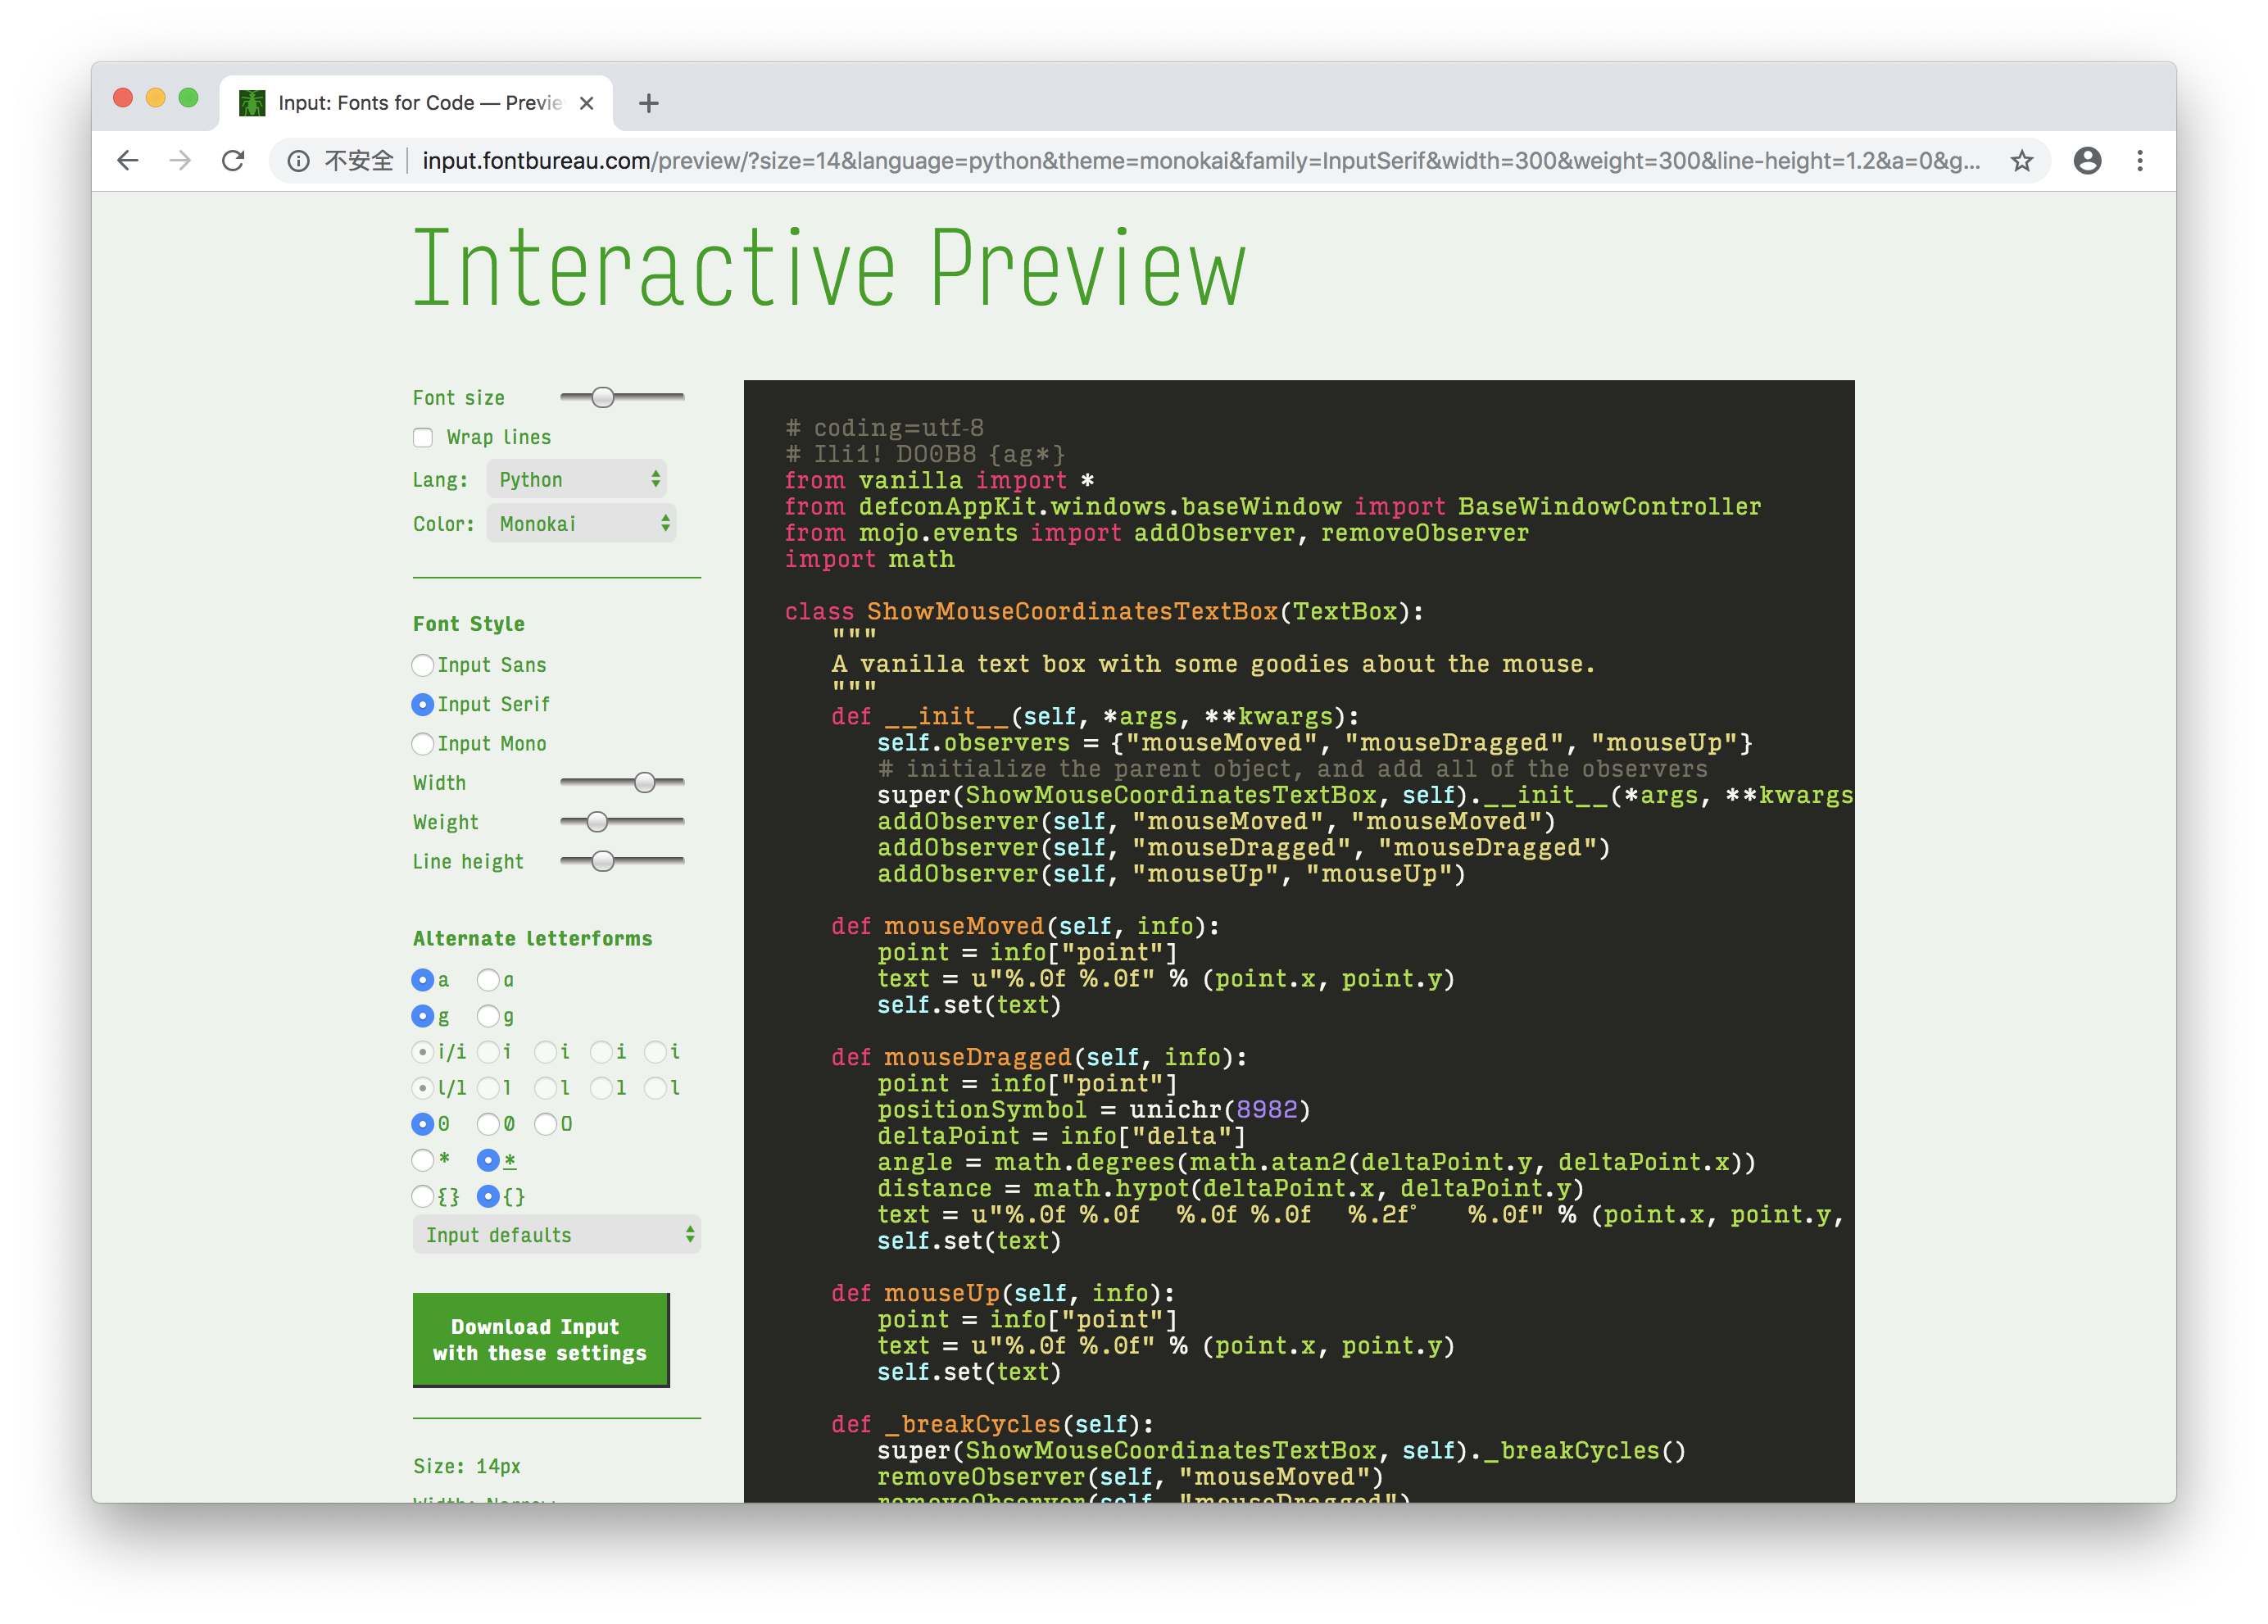 Input: Fonts for Code — Previe
不安全 input.fontbureau.com/preview/?size=14&language=python&theme=monokai&family=InputSerif&width=300&weight=300&line-height=1.2&a=0&g...
Interactive Preview
Font size
Wrap lines
Lang: Python
Color: Monokai
Font Style
Input Sans
Input Serif
Input Mono
Width
Weight
Line height
Alternate letterforms
a a
g g
i/i i i i i
l/l l l l l
0 0 0
* *
{} {}
Input defaults
Download Input
with these settings
Size: 14px
Width: Narrow
# coding=utf-8
# Ili1! DO0B8 {ag*}
from vanilla import *
from defconAppKit.windows.baseWindow import BaseWindowController
from mojo.events import addObserver, removeObserver
import math
class ShowMouseCoordinatesTextBox(TextBox):
"""
A vanilla text box with some goodies about the mouse.
"""
def __init__(self, *args, **kwargs):
self.observers = {"mouseMoved", "mouseDragged", "mouseUp"}
# initialize the parent object, and add all of the observers
super(ShowMouseCoordinatesTextBox, self).__init__(*args, **kwargs
addObserver(self, "mouseMoved", "mouseMoved")
addObserver(self, "mouseDragged", "mouseDragged")
addObserver(self, "mouseUp", "mouseUp")
def mouseMoved(self, info):
point = info["point"]
text = u"%.0f %.0f" % (point.x, point.y)
self.set(text)
def mouseDragged(self, info):
point = info["point"]
positionSymbol = unichr(8982)
deltaPoint = info["delta"]
angle = math.degrees(math.atan2(deltaPoint.y, deltaPoint.x))
distance = math.hypot(deltaPoint.x, deltaPoint.y)
text = u"%.0f %.0f   %.0f %.0f   %.2f°    %.0f" % (point.x, point.y,
self.set(text)
def mouseUp(self, info):
point = info["point"]
text = u"%.0f %.0f" % (point.x, point.y)
self.set(text)
def _breakCycles(self):
super(ShowMouseCoordinatesTextBox, self)._breakCycles()
removeObserver(self, "mouseMoved")
removeObserver(self, "mouseDragged")